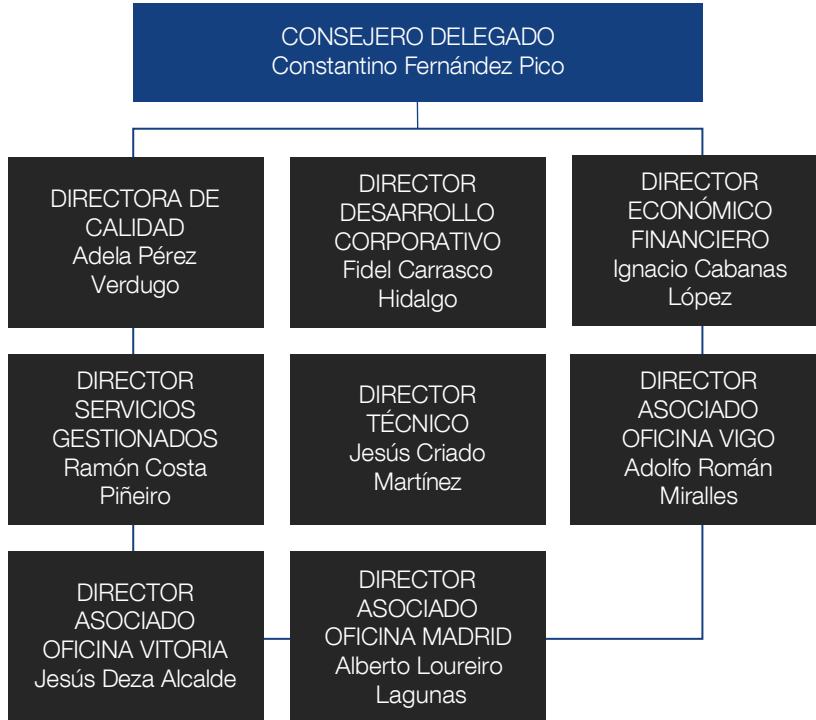 CONSEJERO DELEGADO
Constantino Fernández Pico
DIRECTORA DE
CALIDAD
Adela Pérez
Verdugo
DIRECTOR
DESARROLLO
CORPORATIVO
Fidel Carrasco
Hidalgo
DIRECTOR
ECONÓMICO
FINANCIERO
Ignacio Cabanas
López
DIRECTOR
SERVICIOS
GESTIONADOS
Ramón Costa
Piñeiro
DIRECTOR
TÉCNICO
Jesús Criado
Martínez
DIRECTOR
ASOCIADO
OFICINA VIGO
Adolfo Román
Miralles
DIRECTOR
ASOCIADO
OFICINA VITORIA
Jesús Deza Alcalde
DIRECTOR
ASOCIADO
OFICINA MADRID
Alberto Loureiro
Lagunas